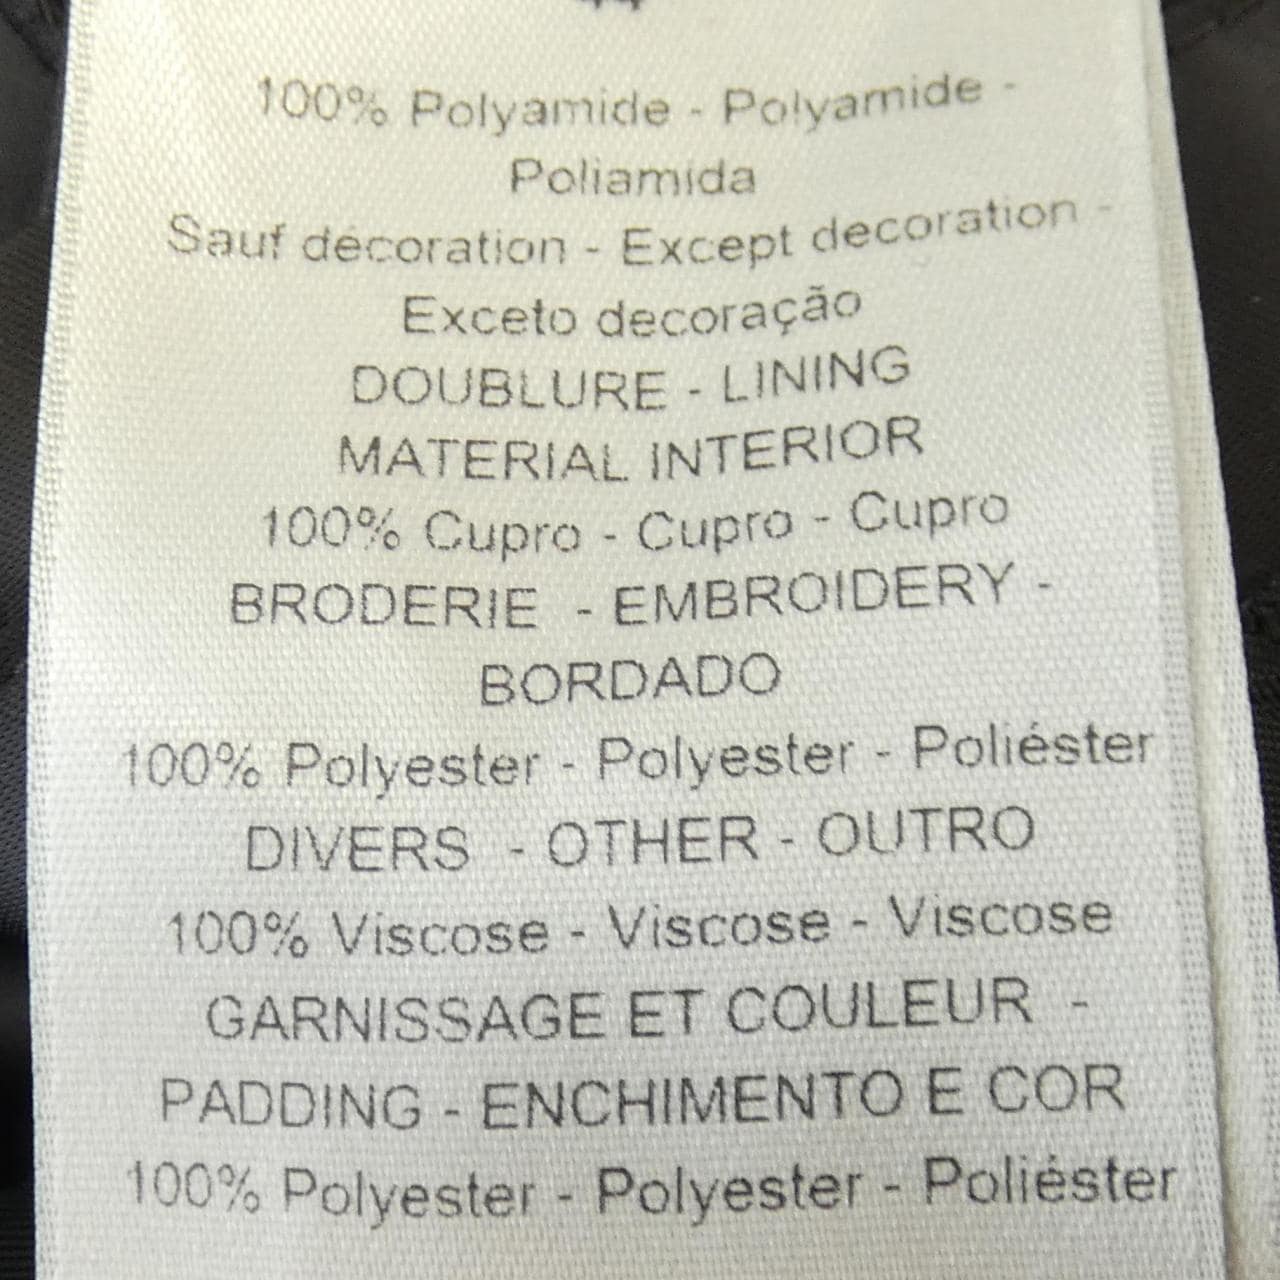 100% Polyamide - Polyamide -
Poliamida
Sauf décoration - Except decoration -
Exceto decoração
DOUBLURE - LINING
MATERIAL INTERIOR
100% Cupro - Cupro - Cupro
BRODERIE - EMBROIDERY -
BORDADO
100% Polyester - Polyester - Poliéster
DIVERS - OTHER - OUTRO
100% Viscose - Viscose - Viscose
GARNISSAGE ET COULEUR -
PADDING - ENCHIMENTO E COR
100% Polyester - Polyester - Poliéster